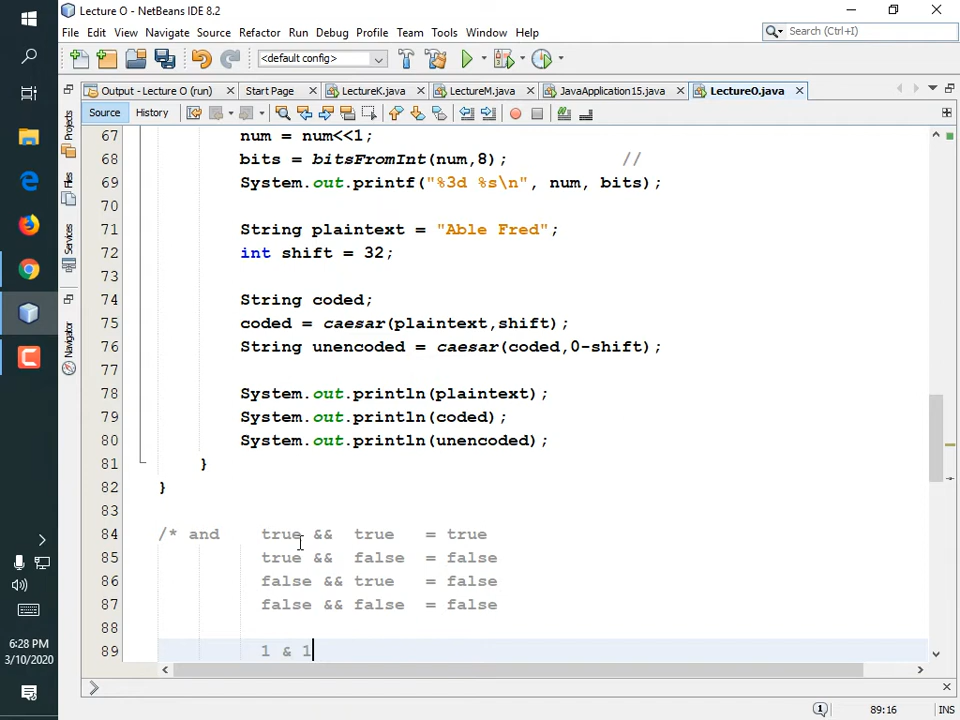 Lecture O - NetBeans IDE 8.2
File Edit View Navigate Source Refactor Run Debug Profile Team Tools Window Help
<default config>
Search (Ctrl+I)
Output - Lecture O (run) Start Page LectureK.java LectureM.java JavaApplication15.java LectureO.java
Source History
Projects
Files
Services
Navigator
67 num = num<<1;
68 bits = bitsFromInt(num,8); //
69 System.out.printf("%3d %s\n", num, bits);
70
71 String plaintext = "Able Fred";
72 int shift = 32;
73
74 String coded;
75 coded = caesar(plaintext,shift);
76 String unencoded = caesar(coded,0-shift);
77
78 System.out.println(plaintext);
79 System.out.println(coded);
80 System.out.println(unencoded);
81 }
82 }
83
84 /* and true && true = true
85 true && false = false
86 false && true = false
87 false && false = false
88
89 1 & 1
6:28 PM
3/10/2020
1 89:16 INS